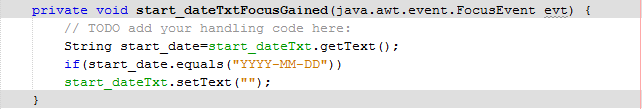 private void start_dateTxtFocusGained(java.awt.event.FocusEvent evt) {
// TODO add your handling code here:
String start_date=start_dateTxt.getText();
if(start_date.equals("YYYY-MM-DD"))
start_dateTxt.setText("");
}